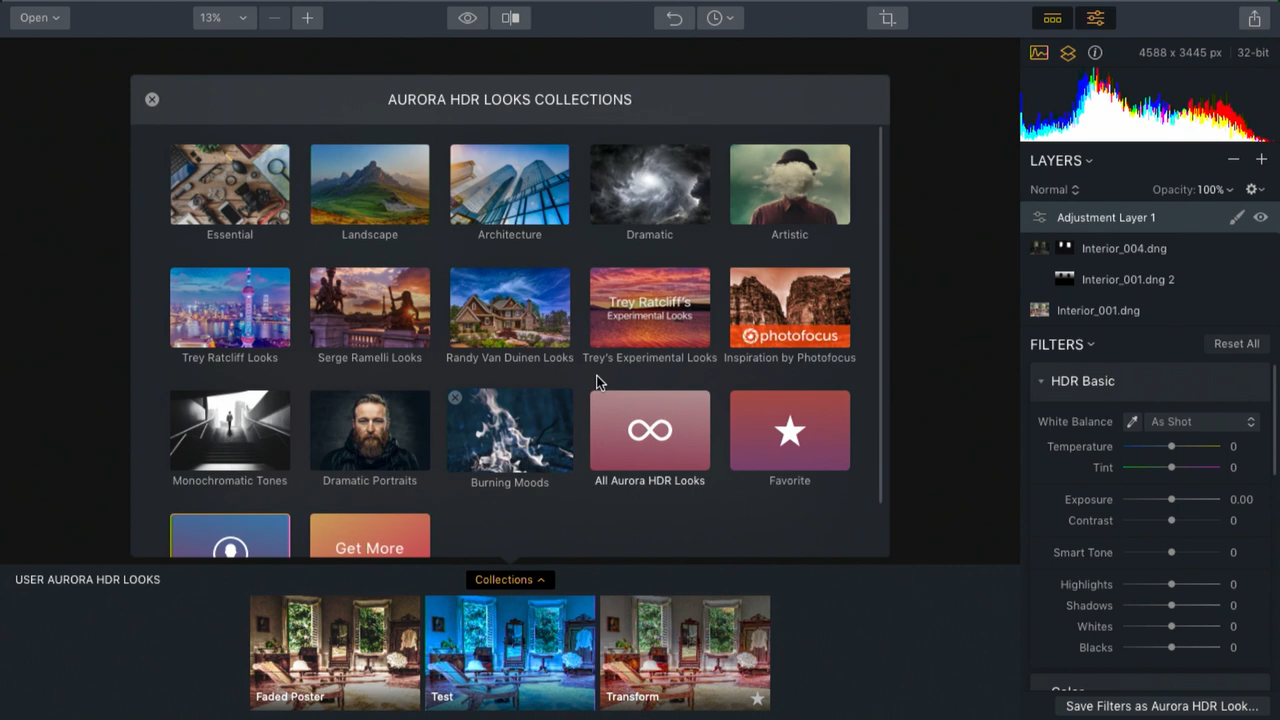 Open
13%
4588 x 3445 px
32-bit
AURORA HDR LOOKS COLLECTIONS
Essential
Landscape
Architecture
Dramatic
Artistic
Trey Ratcliff's
Experimental Looks
photofocus
Trey Ratcliff Looks
Serge Ramelli Looks
Randy Van Duinen Looks
Trey's Experimental Looks
Inspiration by Photofocus
Monochromatic Tones
Dramatic Portraits
Burning Moods
All Aurora HDR Looks
Favorite
Get More
LAYERS
Normal
Opacity: 100%
Adjustment Layer 1
Interior_004.dng
Interior_001.dng 2
Interior_001.dng
FILTERS
Reset All
HDR Basic
White Balance
As Shot
Temperature 0
Tint 0
Exposure 0.00
Contrast 0
Smart Tone 0
Highlights 0
Shadows 0
Whites 0
Blacks 0
Color
Save Filters as Aurora HDR Look...
USER AURORA HDR LOOKS
Collections
Faded Poster
Test
Transform